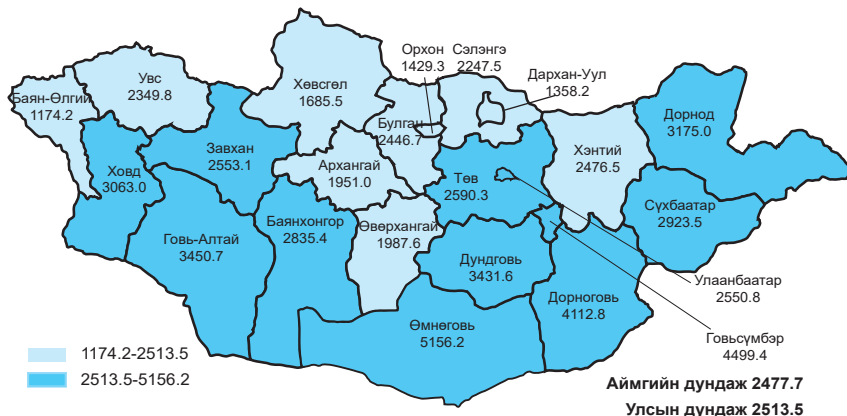 Орхон
1429.3
Сэлэнгэ
2247.5
Дархан-Уул
1358.2
Увс
2349.8
Хөвсгөл
1685.5
Баян-Өлгий
1174.2
Дорнод
3175.0
Булган
2446.7
Завхан
2553.1
Хэнтий
2476.5
Ховд
3063.0
Архангай
1951.0
Төв
2590.3
Сүхбаатар
2923.5
Баянхонгор
2835.4
Өвөрхангай
1987.6
Говь-Алтай
3450.7
Дундговь
3431.6
Улаанбаатар
2550.8
Дорноговь
4112.8
Өмнөговь
5156.2
Говьсүмбэр
4499.4
1174.2-2513.5
2513.5-5156.2
Аймгийн дундаж 2477.7
Улсын дундаж 2513.5